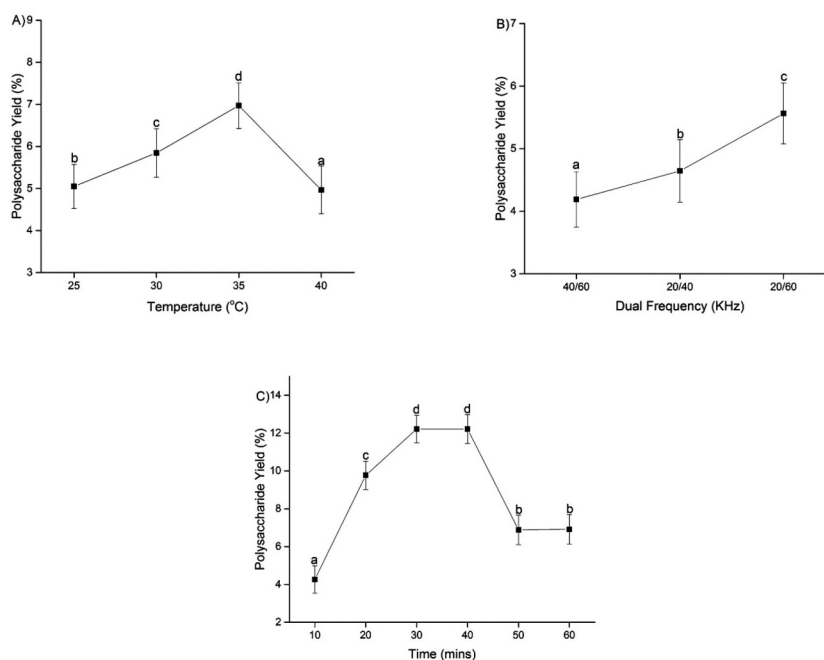 A)
Polysaccharide Yield (%)
9
8
7
6
5
4
3
b
c
d
a
25 30 35 40
Temperature (°C)
B)
Polysaccharide Yield (%)
7
6
5
4
3
a
b
c
40/60 20/40 20/60
Dual Frequency (KHz)
C)
Polysaccharide Yield (%)
14
12
10
8
6
4
2
a
c
d
d
b
b
10 20 30 40 50 60
Time (mins)